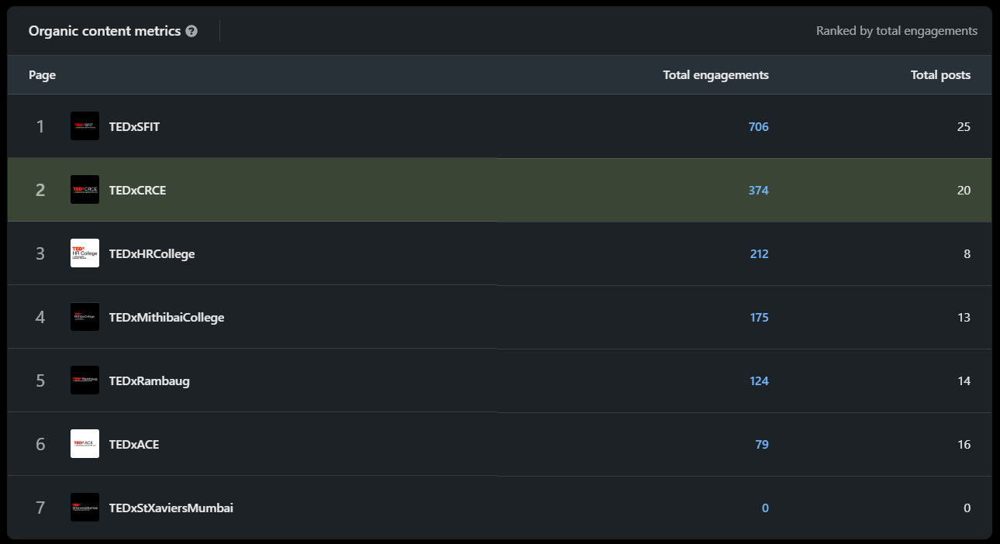 Organic content metrics ?
Ranked by total engagements
Page Total engagements Total posts
1 TEDxSFIT 706 25
2 TEDxCRCE 374 20
3 TEDxHRCollege 212 8
4 TEDxMithibaiCollege 175 13
5 TEDxRambaug 124 14
6 TEDxACE 79 16
7 TEDxStXaviersMumbai 0 0